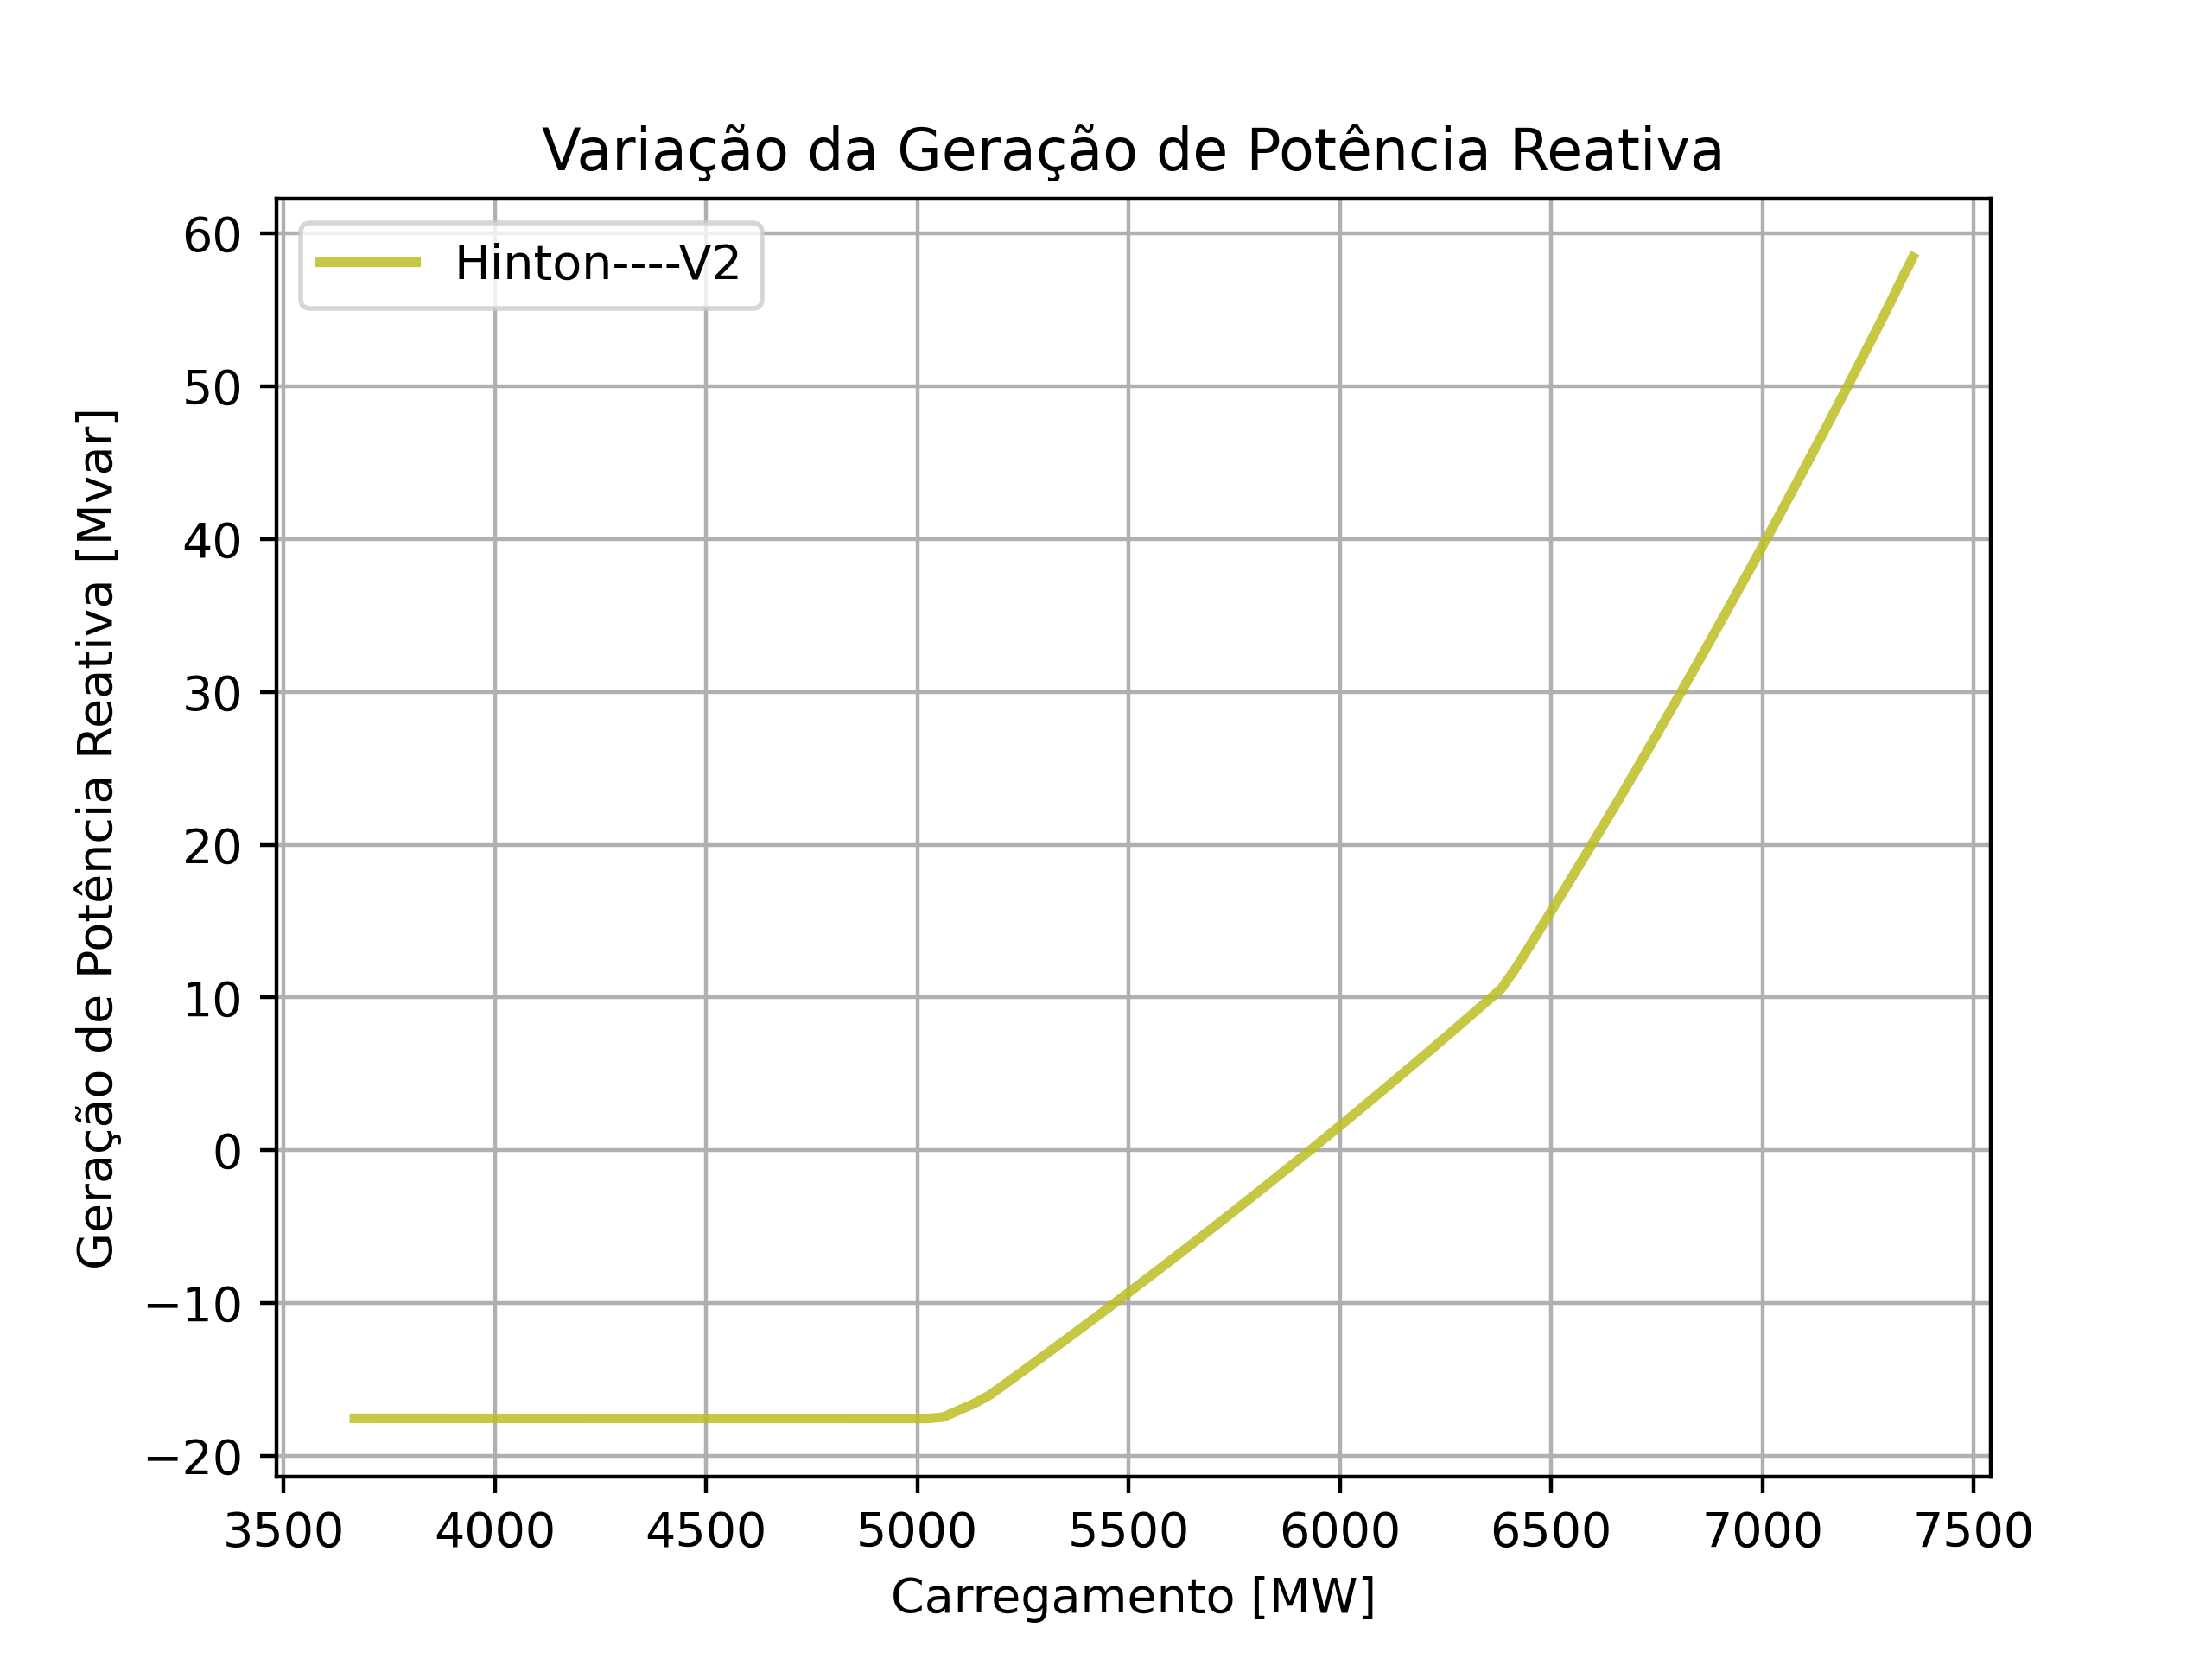 Variação da Geração de Potência Reativa
Hinton----V2
Geração de Potência Reativa [Mvar]
60
50
40
30
20
10
0
−10
−20
3500 4000 4500 5000 5500 6000 6500 7000 7500
Carregamento [MW]